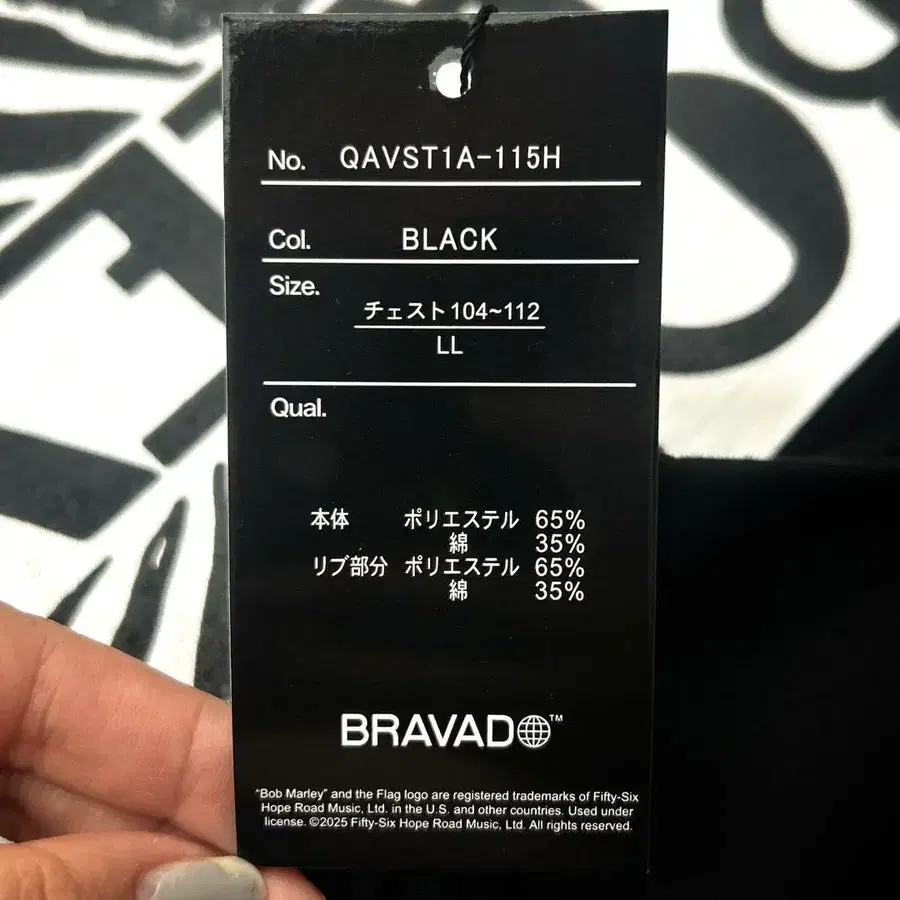 No. QAVST1A-115H
Col. BLACK
Size.
チェスト104~112
LL
Qual.
本体 ポリエステル 65%
綿 35%
リブ部分 ポリエステル 65%
綿 35%
BRAVADO™
"Bob Marley" and the Flag logo are registered trademarks of Fifty-Six
Hope Road Music, Ltd. in the U.S. and other countries. Used under
license. ©2025 Fifty-Six Hope Road Music, Ltd. All rights reserved.